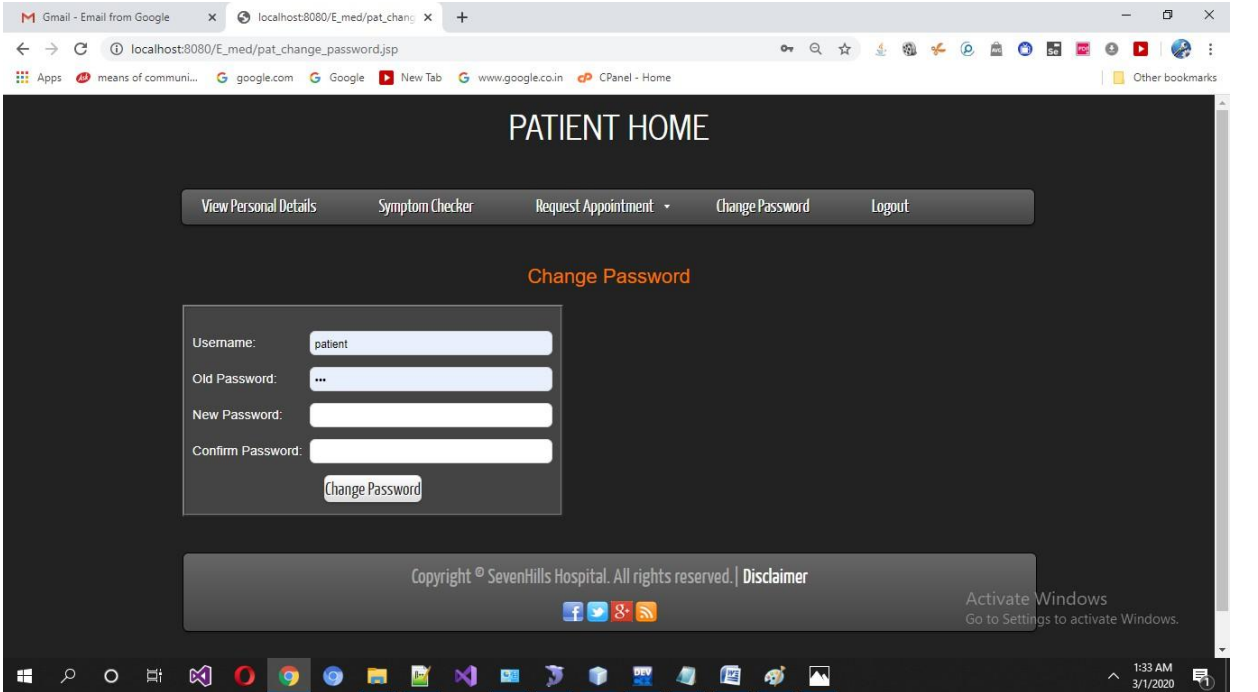 Gmail - Email from Google
localhost:8080/E_med/pat_chang
localhost:8080/E_med/pat_change_password.jsp
Apps means of communi... google.com Google New Tab www.google.co.in CPanel - Home Other bookmarks
PATIENT HOME
View Personal Details Symptom Checker Request Appointment Change Password Logout
Change Password
Username: patient
Old Password: •••
New Password:
Confirm Password:
Change Password
Copyright © SevenHills Hospital. All rights reserved.| Disclaimer
Activate Windows
Go to Settings to activate Windows.
1:33 AM
3/1/2020